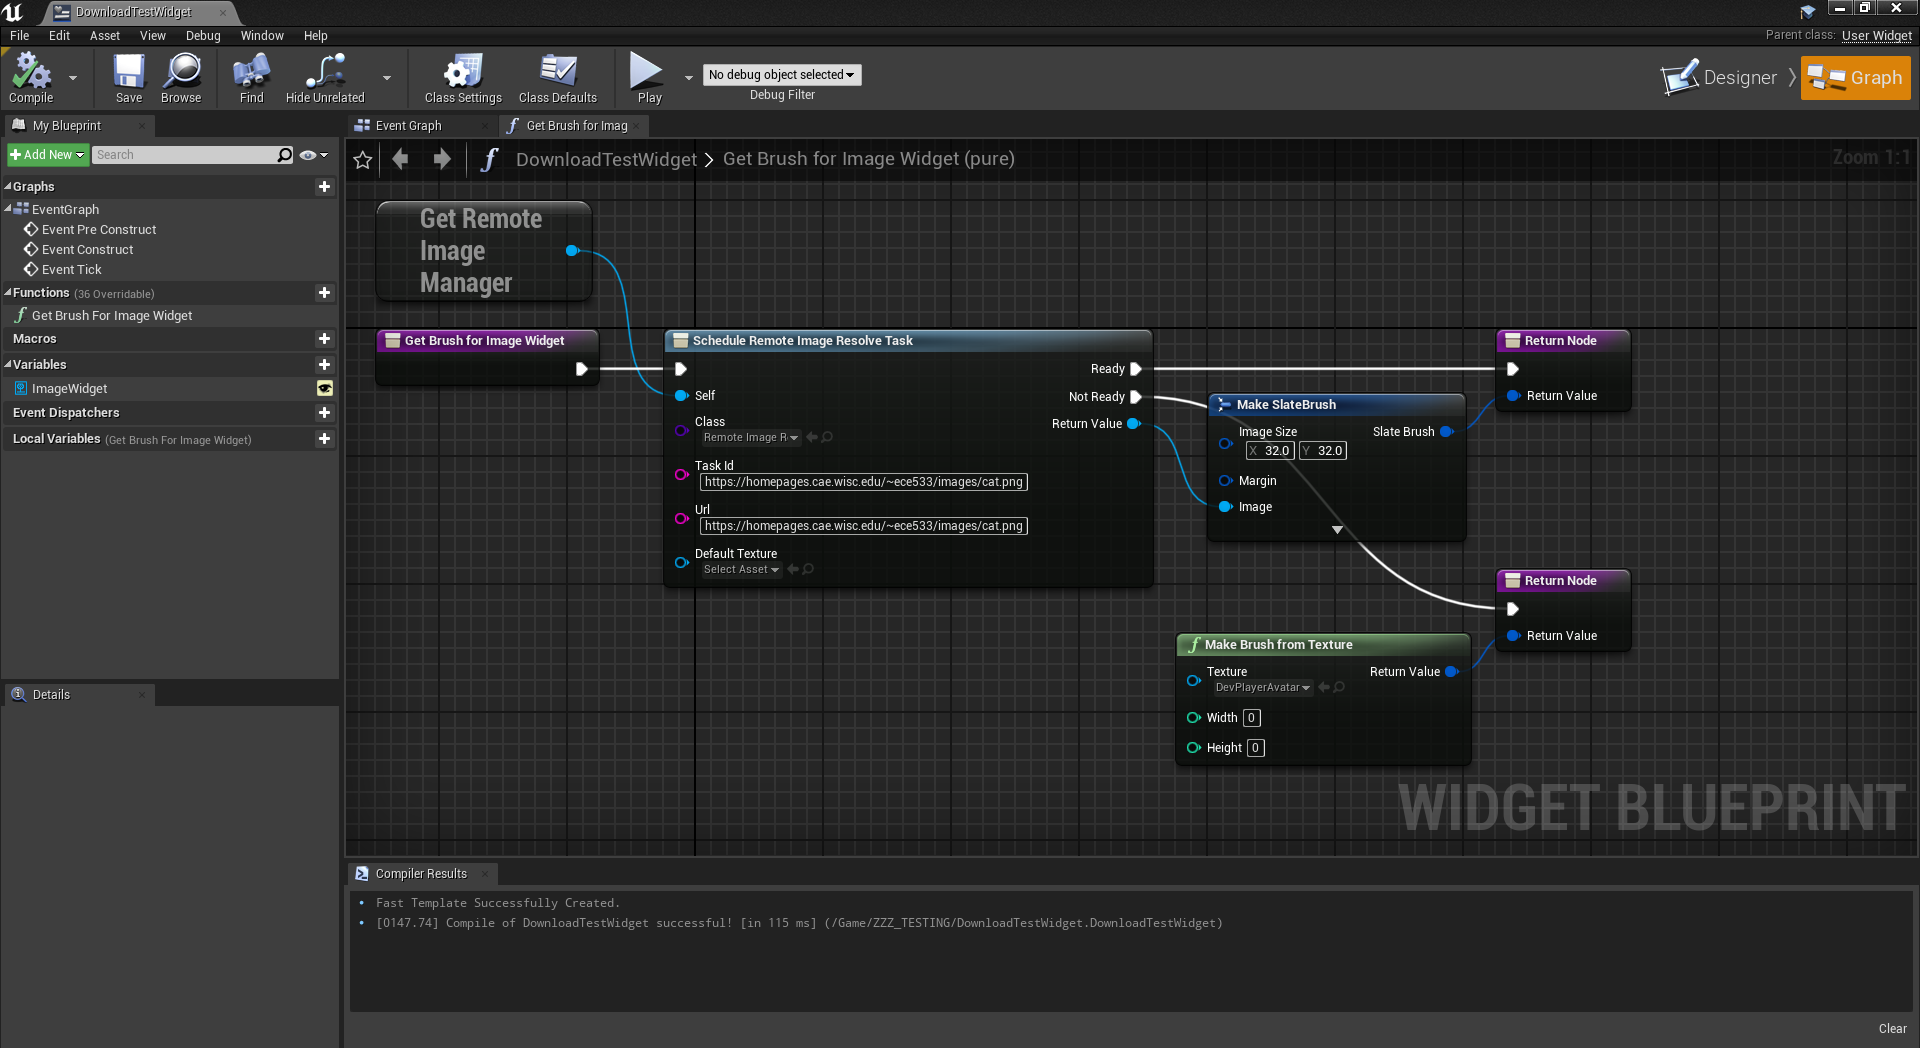 DownloadTestWidget
File Edit Asset View Debug Window Help
Parent class: User Widget
Compile
Save
Browse
Find
Hide Unrelated
Class Settings
Class Defaults
Play
No debug object selected
Debug Filter
Designer
Graph
My Blueprint
Add New
Search
Graphs
EventGraph
Event Pre Construct
Event Construct
Event Tick
Functions (36 Overridable)
Get Brush For Image Widget
Macros
Variables
ImageWidget
Event Dispatchers
Local Variables (Get Brush For Image Widget)
Details
Event Graph
Get Brush for Imag
DownloadTestWidget > Get Brush for Image Widget (pure)
Zoom 1:1
Get Remote
Image
Manager
Get Brush for Image Widget
Schedule Remote Image Resolve Task
Ready
Not Ready
Return Value
Self
Class
Remote Image R
Task Id
https://homepages.cae.wisc.edu/~ece533/images/cat.png
Url
https://homepages.cae.wisc.edu/~ece533/images/cat.png
Default Texture
Select Asset
Make SlateBrush
Image Size
X 32.0 Y 32.0
Slate Brush
Margin
Image
Return Node
Return Value
Return Node
Return Value
Make Brush from Texture
Texture
DevPlayerAvatar
Return Value
Width 0
Height 0
WIDGET BLUEPRINT
Compiler Results
Fast Template Successfully Created.
[0147.74] Compile of DownloadTestWidget successful! [in 115 ms] (/Game/ZZZ_TESTING/DownloadTestWidget.DownloadTestWidget)
Clear